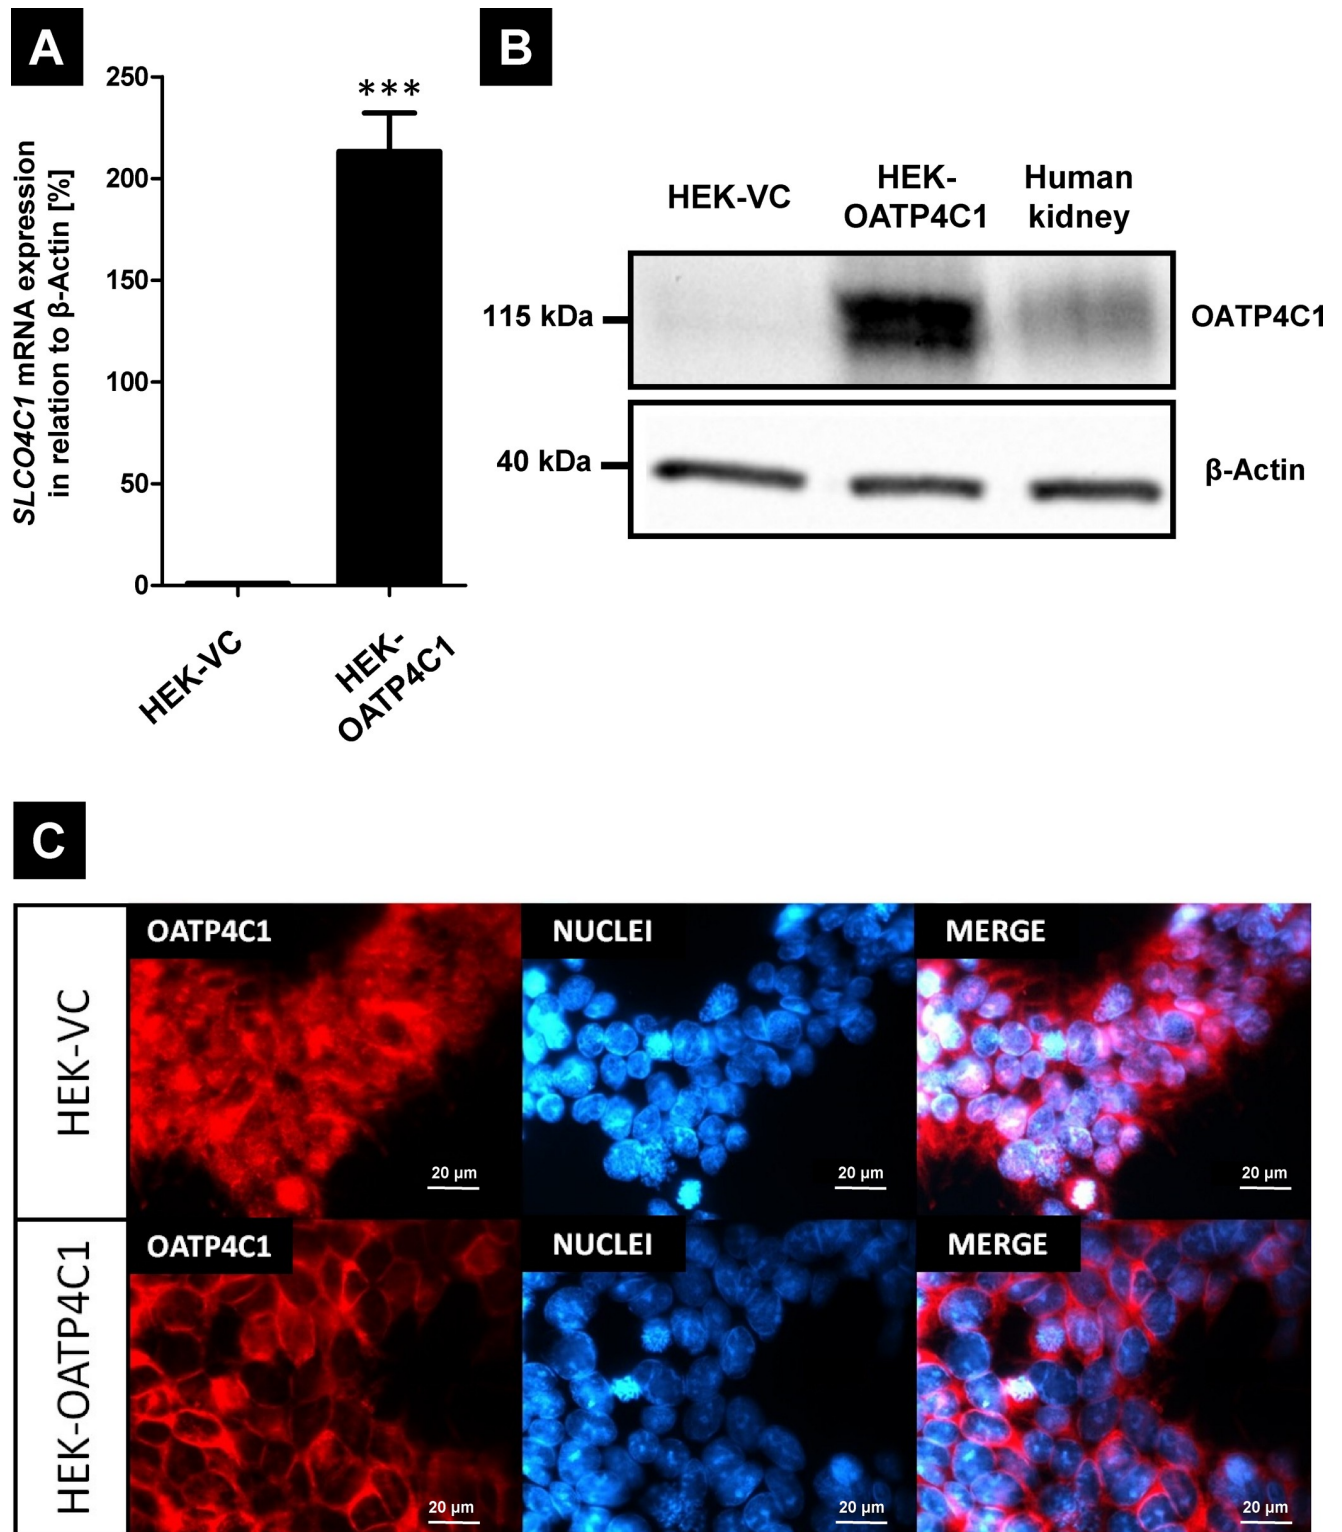 A
250
200
150
100
50
0
SLCO4C1 mRNA expression
in relation to β-Actin [%]
***
HEK-VC
HEK-
OATP4C1
B
HEK-VC
HEK-
OATP4C1
Human
kidney
115 kDa
OATP4C1
40 kDa
β-Actin
C
HEK-VC
OATP4C1
20 µm
NUCLEI
20 µm
MERGE
20 µm
HEK-OATP4C1
OATP4C1
20 µm
NUCLEI
20 µm
MERGE
20 µm